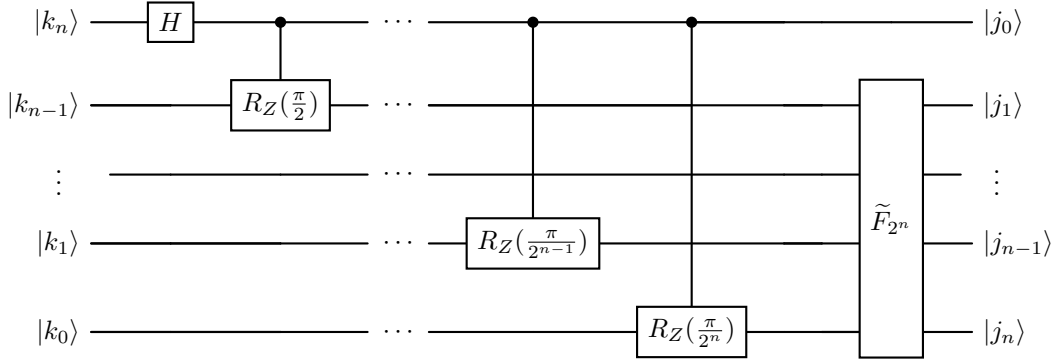 |k_n⟩ H ··· |j_0⟩
|k_{n−1}⟩ R_Z(π/2) ··· |j_1⟩
⋮ ··· ⋮
|k_1⟩ ··· R_Z(π/2^{n−1}) F̃_{2^n} |j_{n−1}⟩
|k_0⟩ ··· R_Z(π/2^n) |j_n⟩